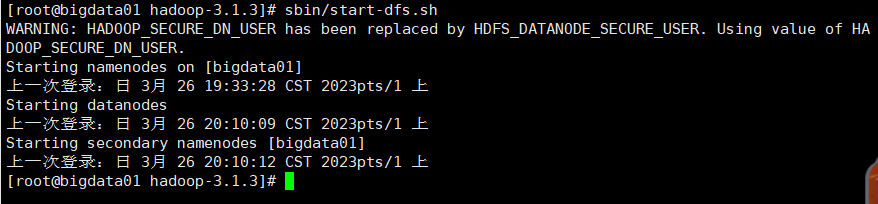 [root@bigdata01 hadoop-3.1.3]# sbin/start-dfs.sh
WARNING: HADOOP_SECURE_DN_USER has been replaced by HDFS_DATANODE_SECURE_USER. Using value of HA
DOOP_SECURE_DN_USER.
Starting namenodes on [bigdata01]
上一次登录：日 3月 26 19:33:28 CST 2023pts/1 上
Starting datanodes
上一次登录：日 3月 26 20:10:09 CST 2023pts/1 上
Starting secondary namenodes [bigdata01]
上一次登录：日 3月 26 20:10:12 CST 2023pts/1 上
[root@bigdata01 hadoop-3.1.3]#